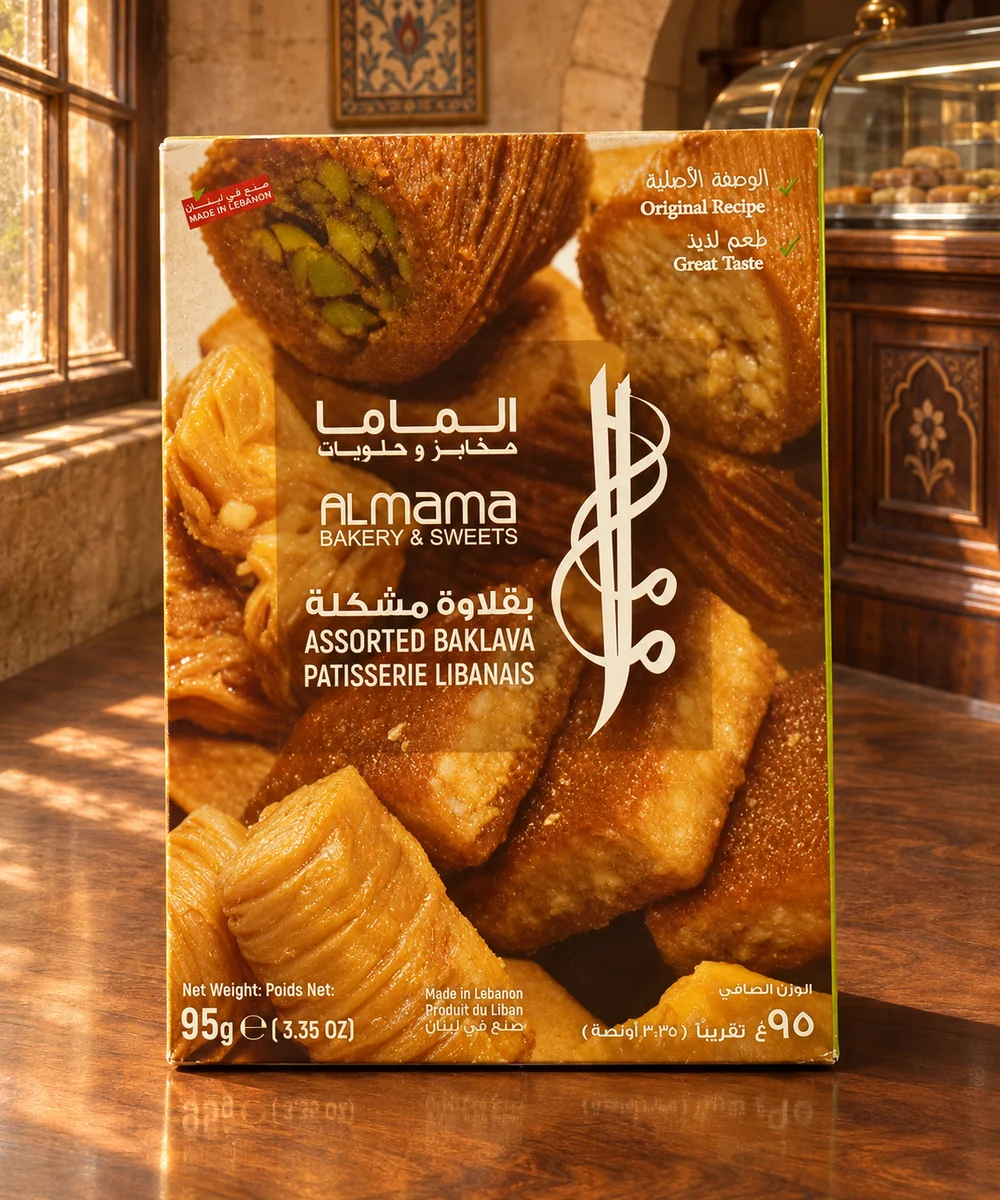 صنع في لبنان
MADE IN LEBANON
الوصفة الأصلية
Original Recipe
طعم لذيذ
Great Taste
الماما
مخابز و حلويات
ALMAMA
BAKERY & SWEETS
بقلاوة مشكلة
ASSORTED BAKLAVA
PATISSERIE LIBANAIS
Net Weight: Poids Net:
95g ℮ (3.35 OZ)
Made in Lebanon
Produit du Liban
صنع في لبنان
الوزن الصافي
٩٥غ تقريباً (٣،٣٥ أونصة)